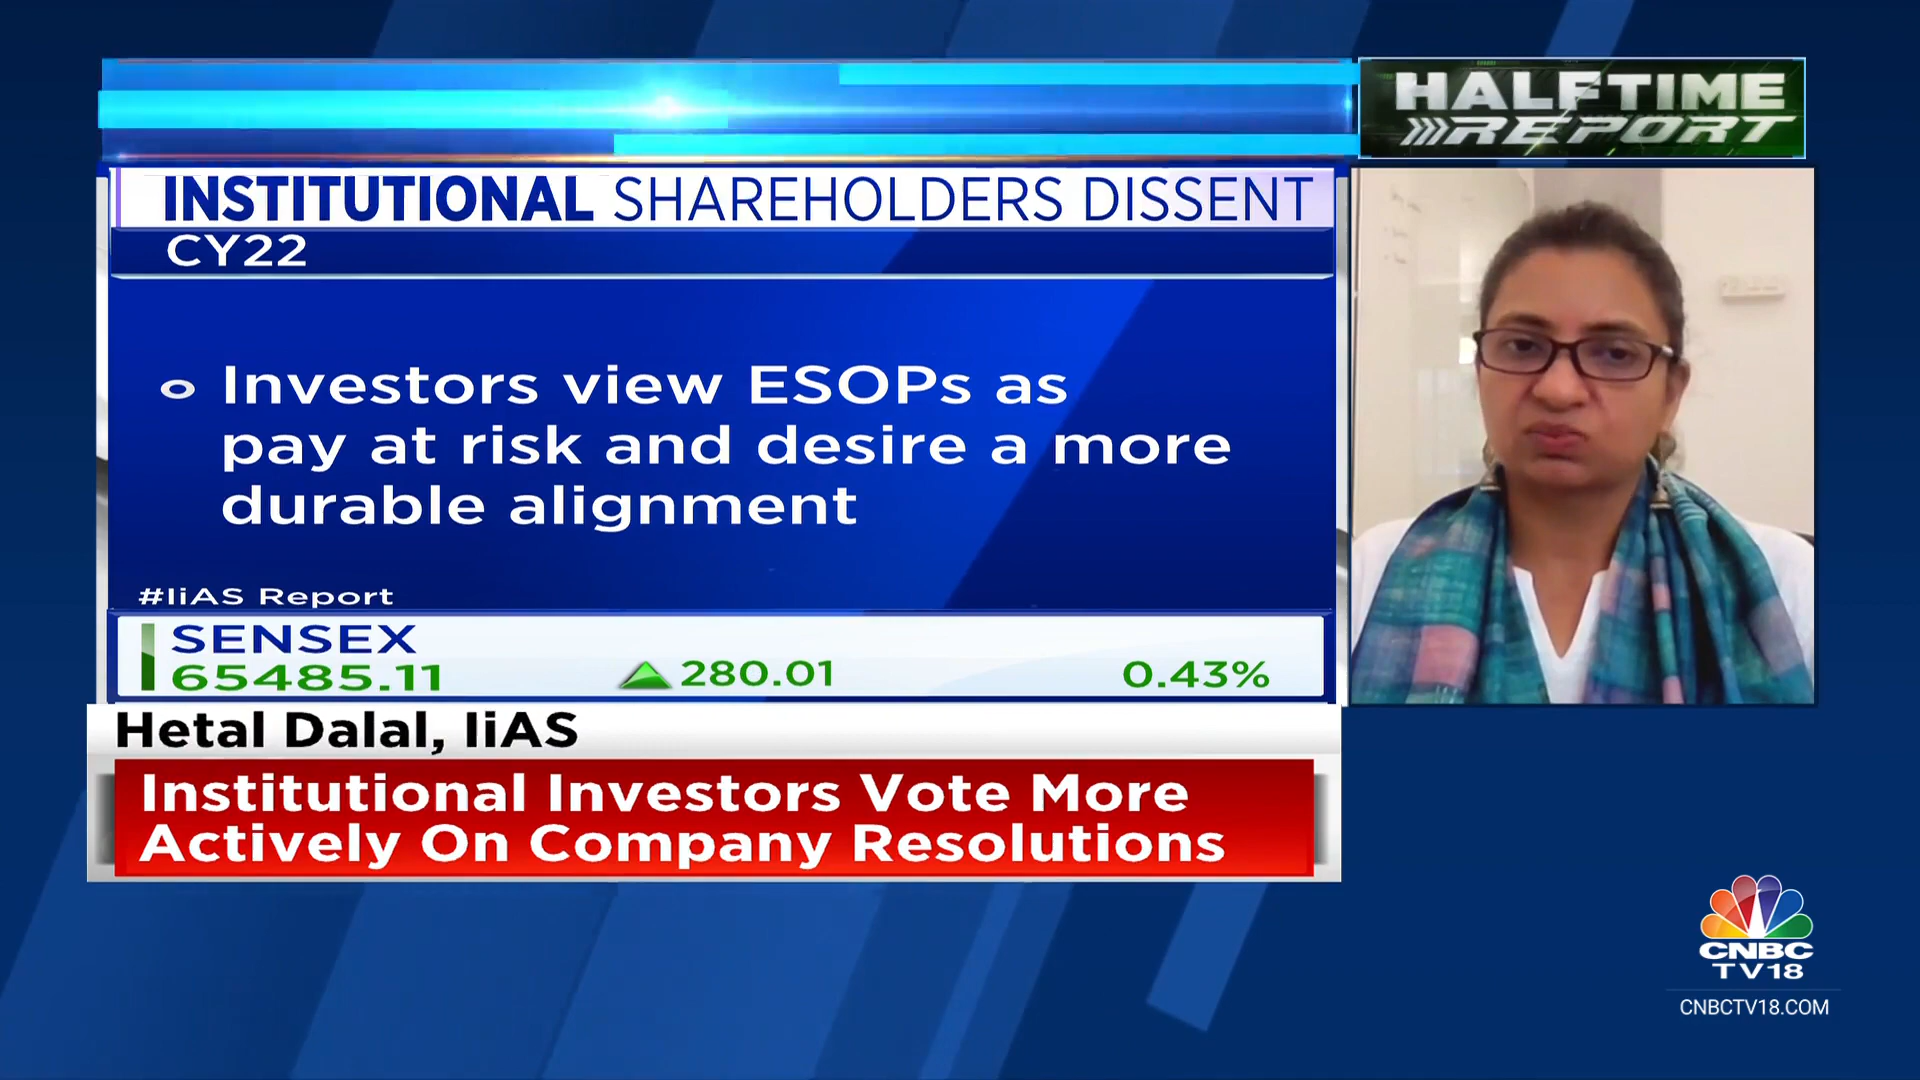 HALFTIME
REPORT
INSTITUTIONAL SHAREHOLDERS DISSENT
CY22
Investors view ESOPs as
pay at risk and desire a more
durable alignment
#IiAS Report
SENSEX
65485.11 280.01 0.43%
Hetal Dalal, IiAS
Institutional Investors Vote More
Actively On Company Resolutions
CNBC
TV18
CNBCTV18.COM